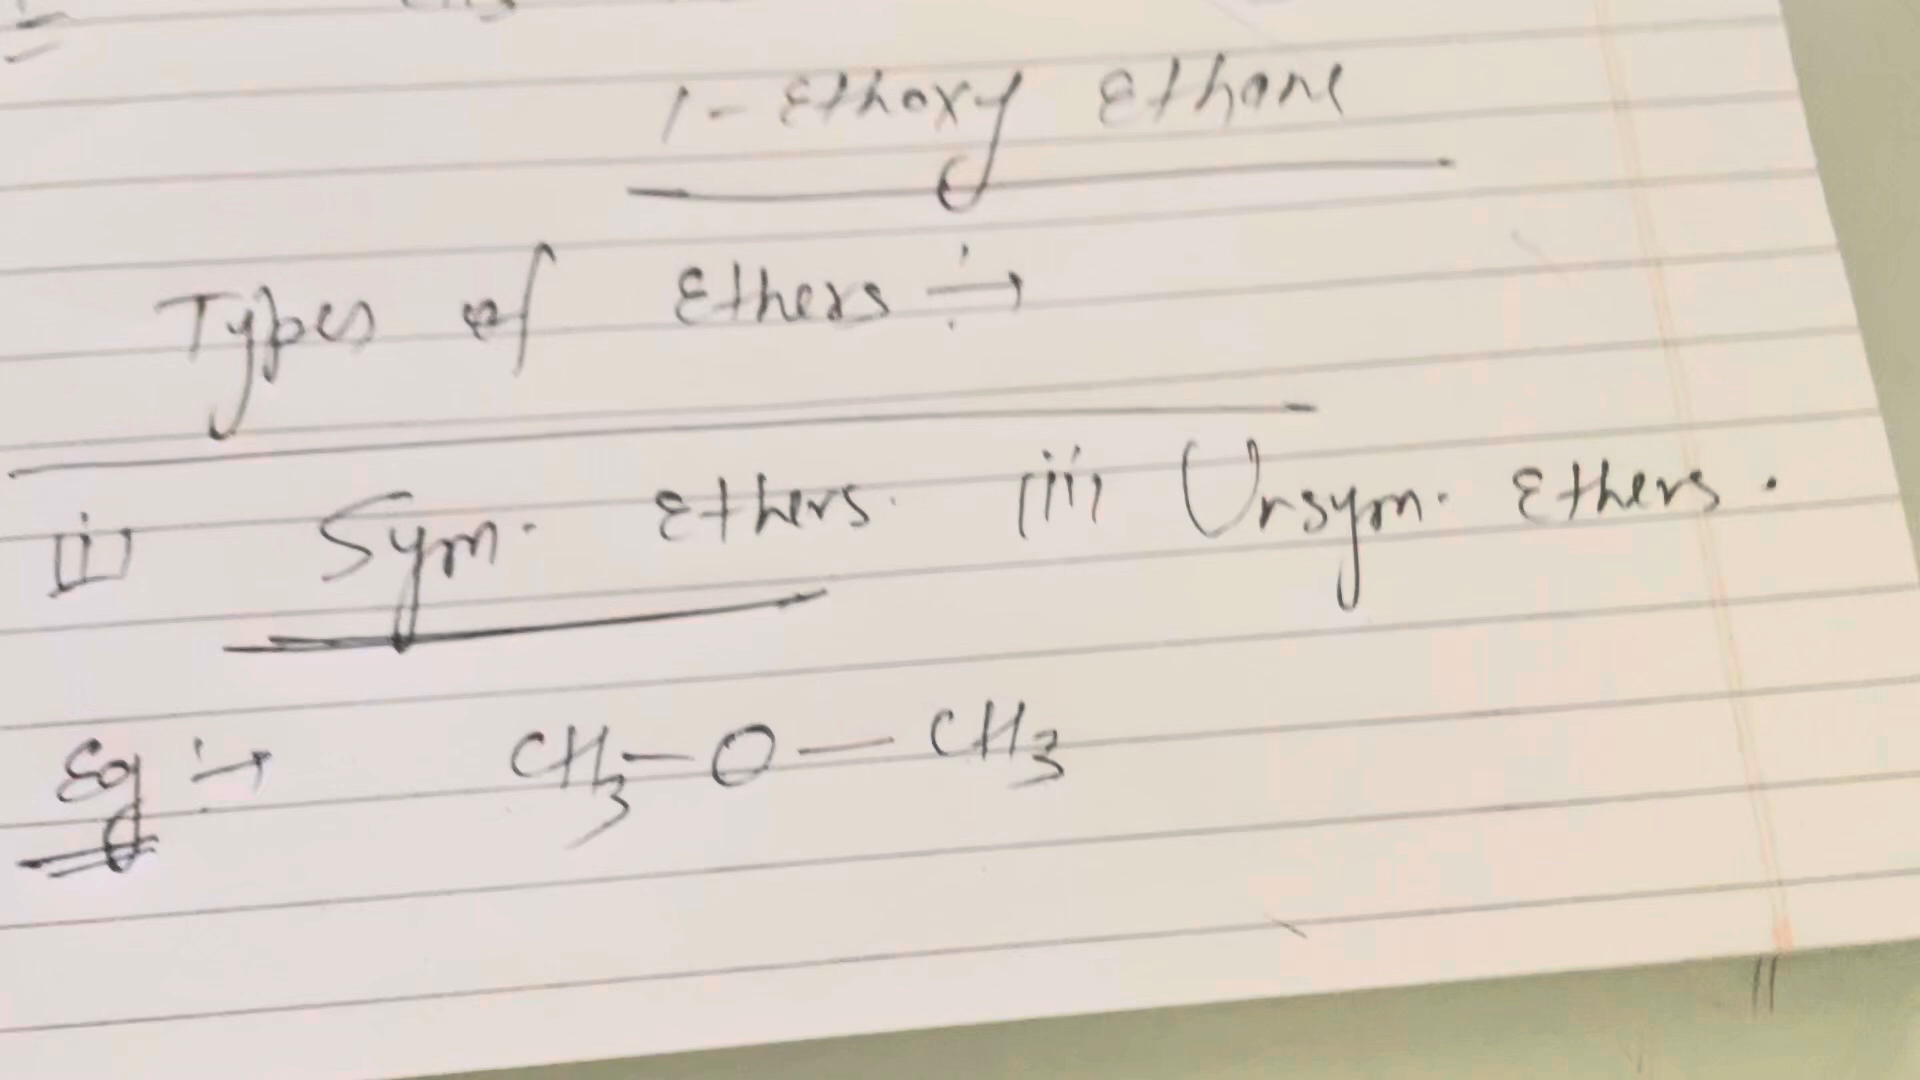 1- Ethoxy Ethane
Types of Ethers :→
(i) Sym. Ethers. (ii) Unsym. Ethers.
Eg :→ CH₃-O-CH₃